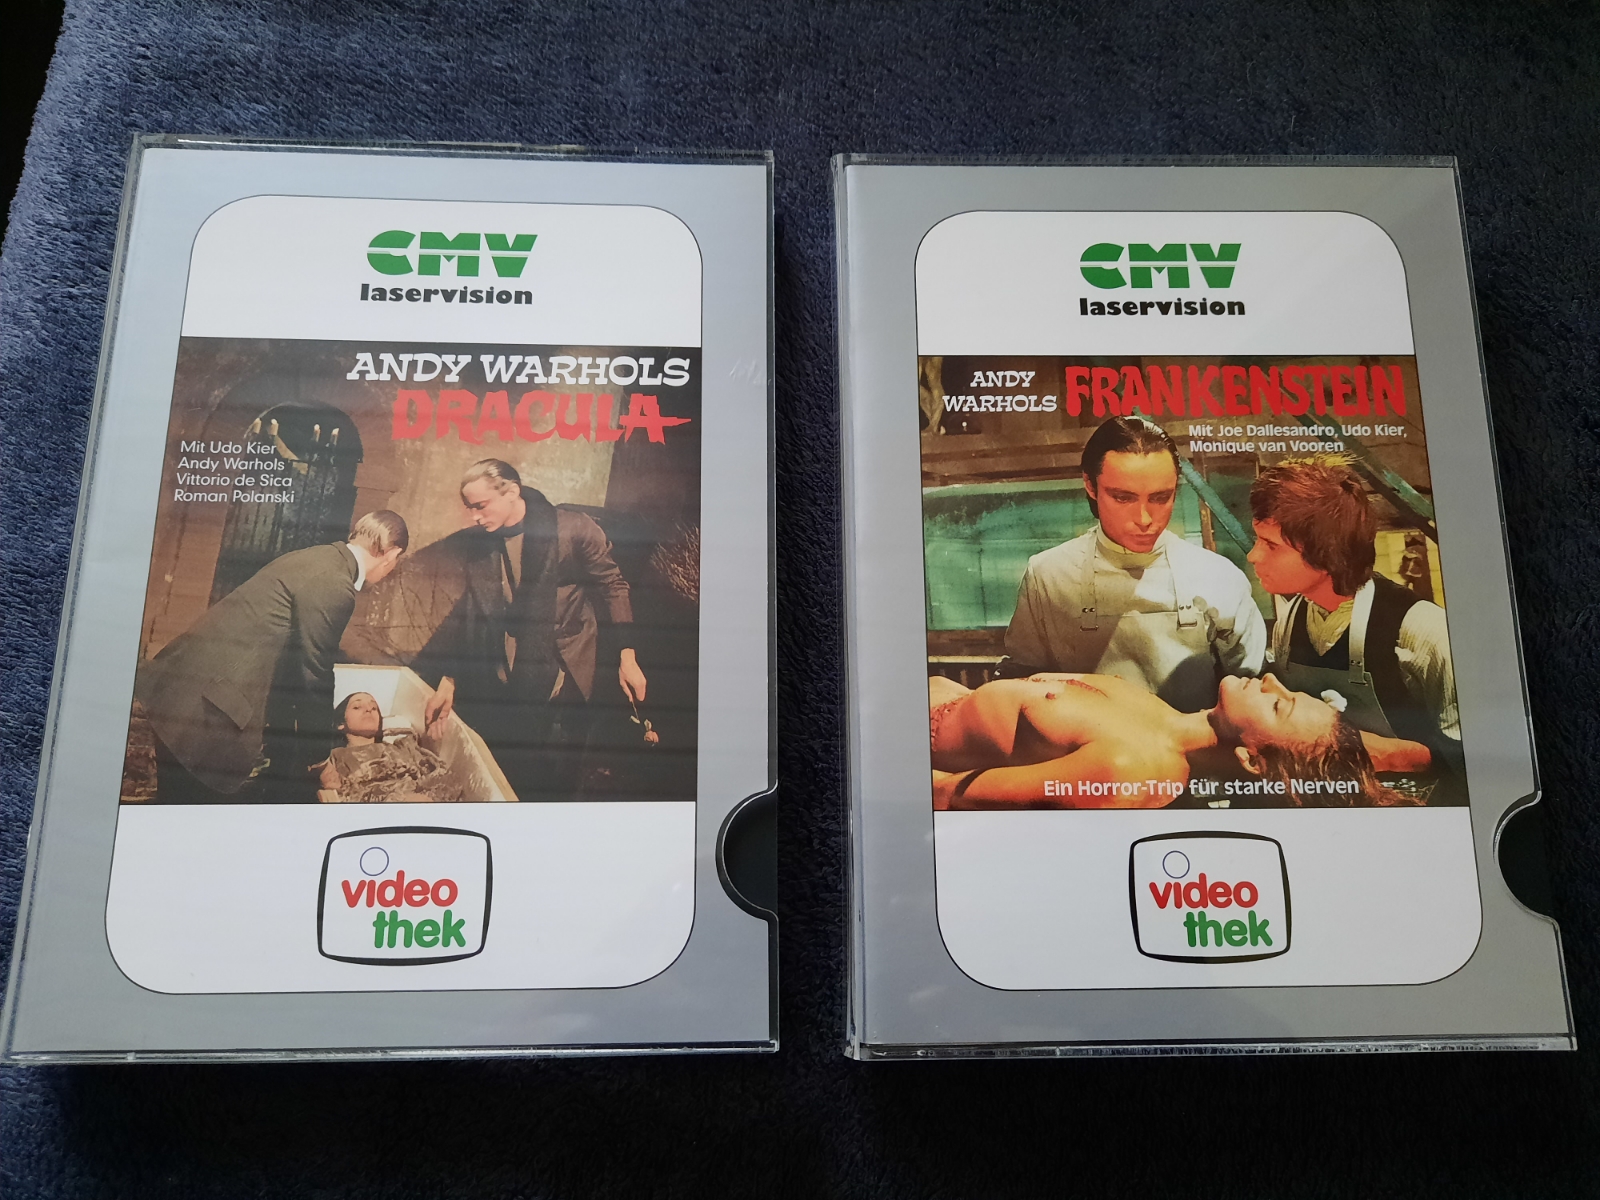 CMV
laservision
ANDY WARHOLS
DRACULA
Mit Udo Kier
Andy Warhols
Vittorio de Sica
Roman Polanski
video
thek
CMV
laservision
ANDY
WARHOLS
FRANKENSTEIN
Mit Joe Dallesandro, Udo Kier,
Monique van Vooren
Ein Horror-Trip für starke Nerven
video
thek